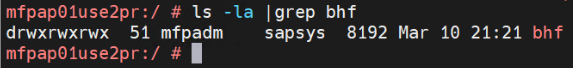 mfpap01use2pr:/ # ls -la |grep bhf
drwxrwxrwx  51 mfpadm     sapsys  8192 Mar 10 21:21 bhf
mfpap01use2pr:/ #